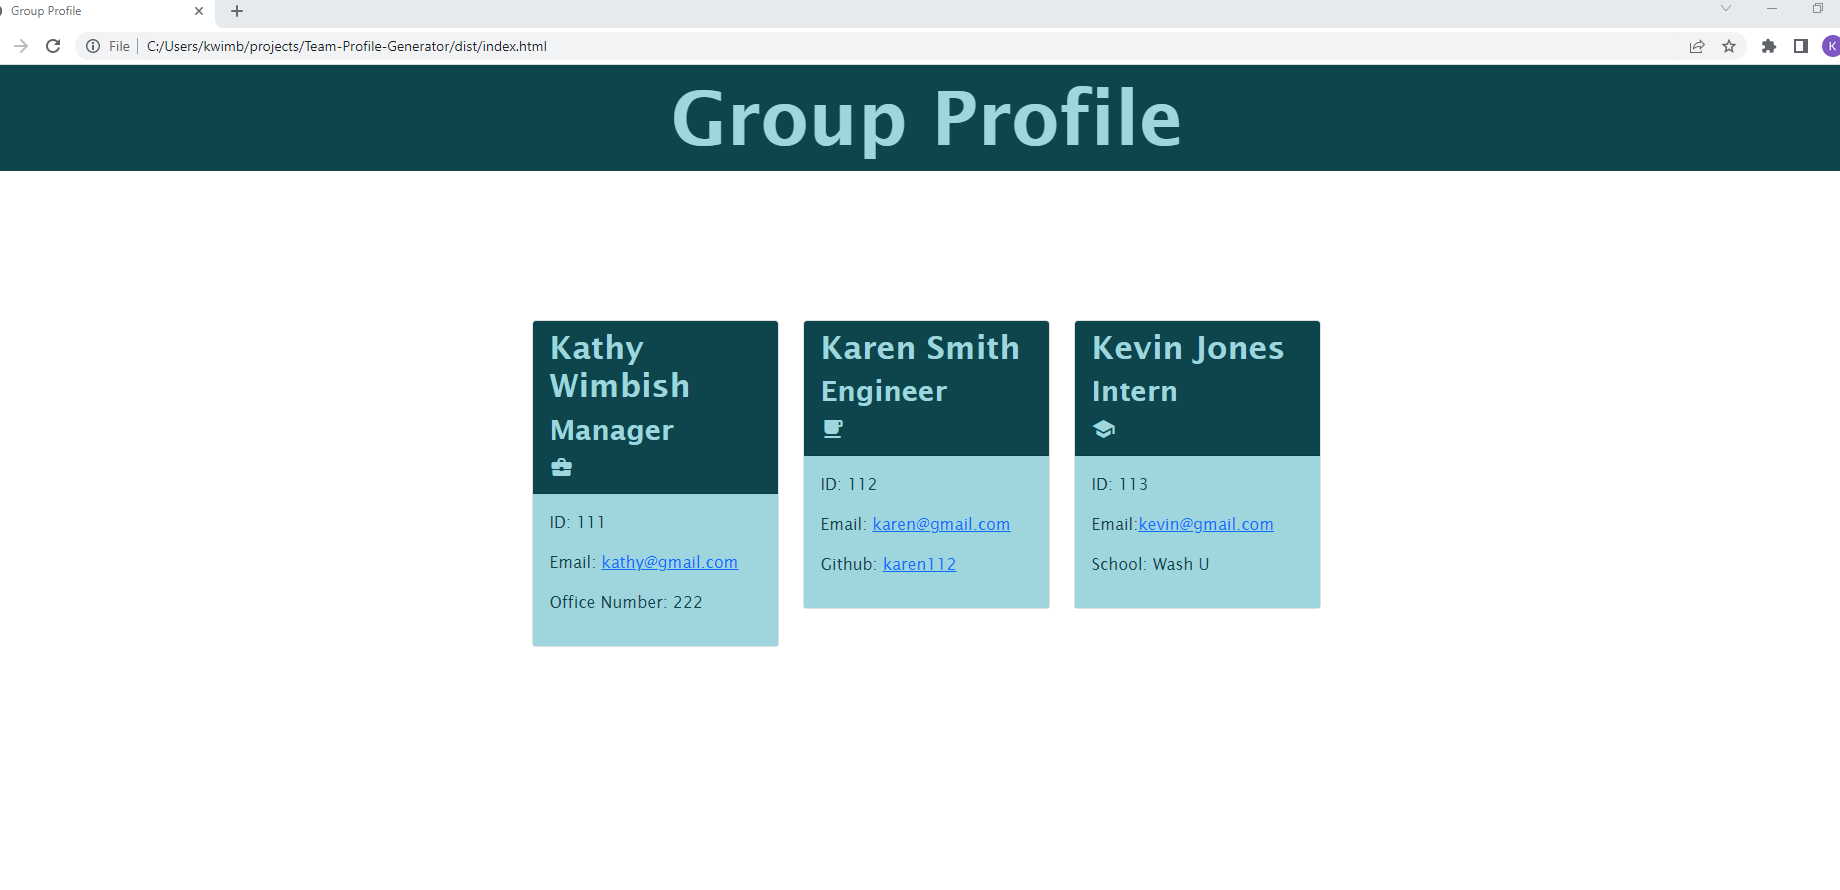 Group Profile
File C:/Users/kwimb/projects/Team-Profile-Generator/dist/index.html
K
Group Profile
Kathy
Wimbish
Manager
ID: 111
Email: kathy@gmail.com
Office Number: 222
Karen Smith
Engineer
ID: 112
Email: karen@gmail.com
Github: karen112
Kevin Jones
Intern
ID: 113
Email:kevin@gmail.com
School: Wash U